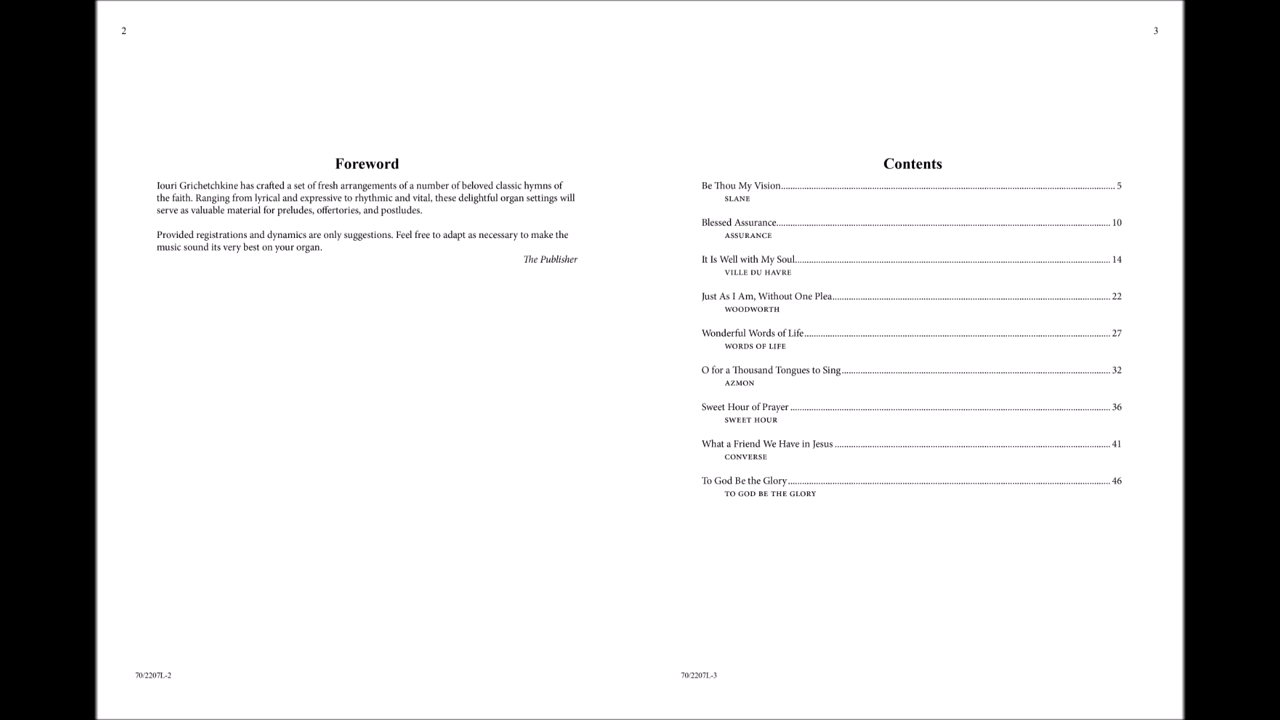 2
Foreword
Iouri Grichetchkine has crafted a set of fresh arrangements of a number of beloved classic hymns of
the faith. Ranging from lyrical and expressive to rhythmic and vital, these delightful organ settings will
serve as valuable material for preludes, offertories, and postludes.
Provided registrations and dynamics are only suggestions. Feel free to adapt as necessary to make the
music sound its very best on your organ.
The Publisher
70/2207L-2
3
Contents
Be Thou My Vision 5
SLANE
Blessed Assurance 10
ASSURANCE
It Is Well with My Soul 14
VILLE DU HAVRE
Just As I Am, Without One Plea 22
WOODWORTH
Wonderful Words of Life 27
WORDS OF LIFE
O for a Thousand Tongues to Sing 32
AZMON
Sweet Hour of Prayer 36
SWEET HOUR
What a Friend We Have in Jesus 41
CONVERSE
To God Be the Glory 46
TO GOD BE THE GLORY
70/2207L-3